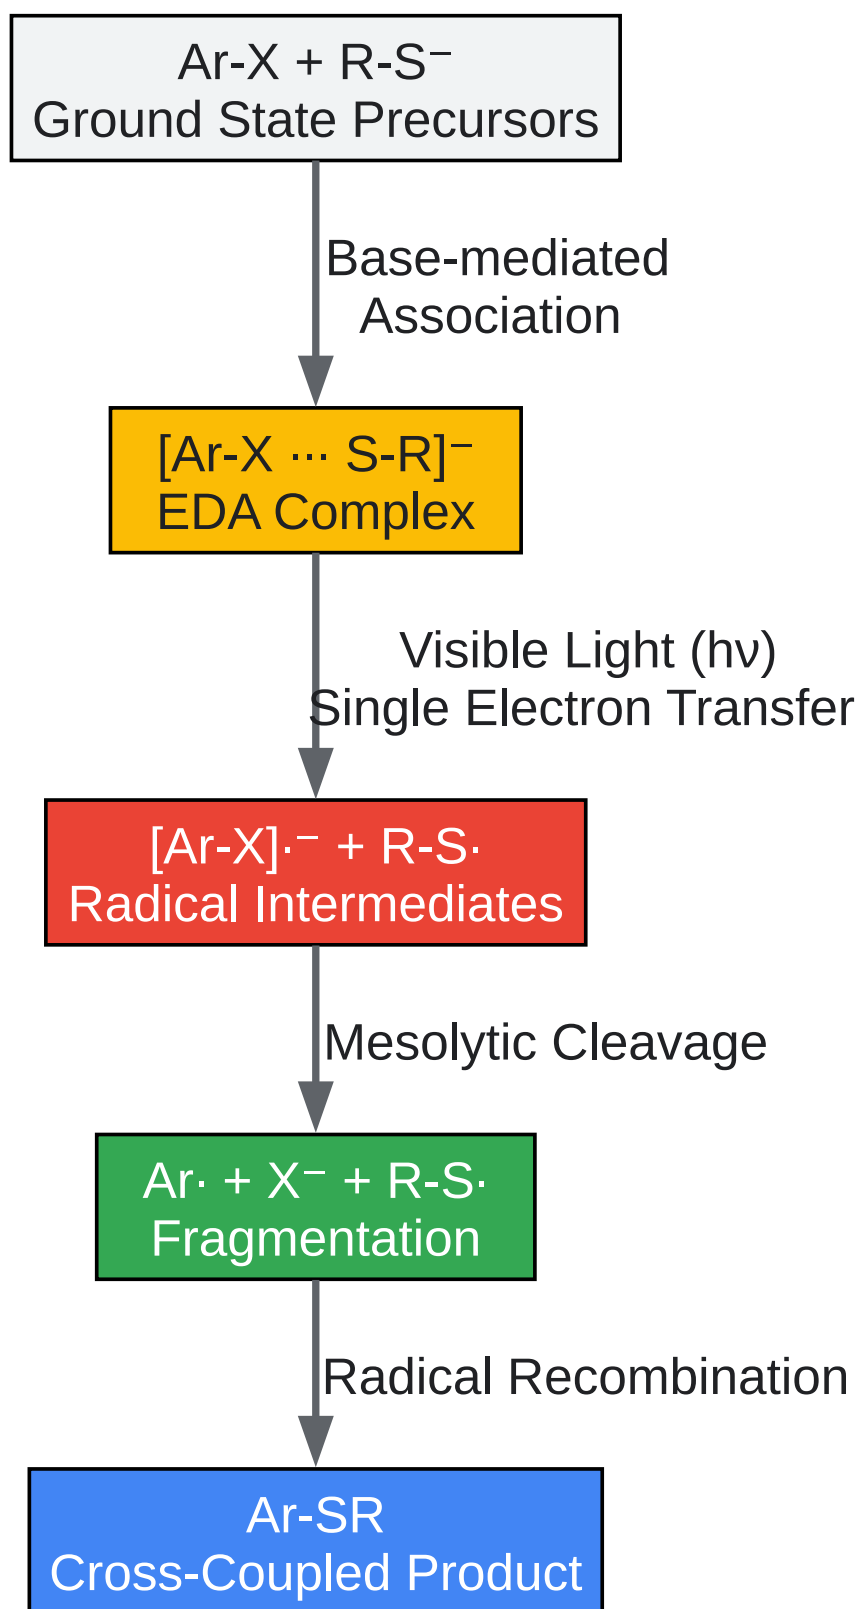 Ar-X + R-S⁻
Ground State Precursors
Base-mediated
Association
[Ar-X ··· S-R]⁻
EDA Complex
Visible Light (hν)
Single Electron Transfer
[Ar-X]·⁻ + R-S·
Radical Intermediates
Mesolytic Cleavage
Ar· + X⁻ + R-S·
Fragmentation
Radical Recombination
Ar-SR
Cross-Coupled Product